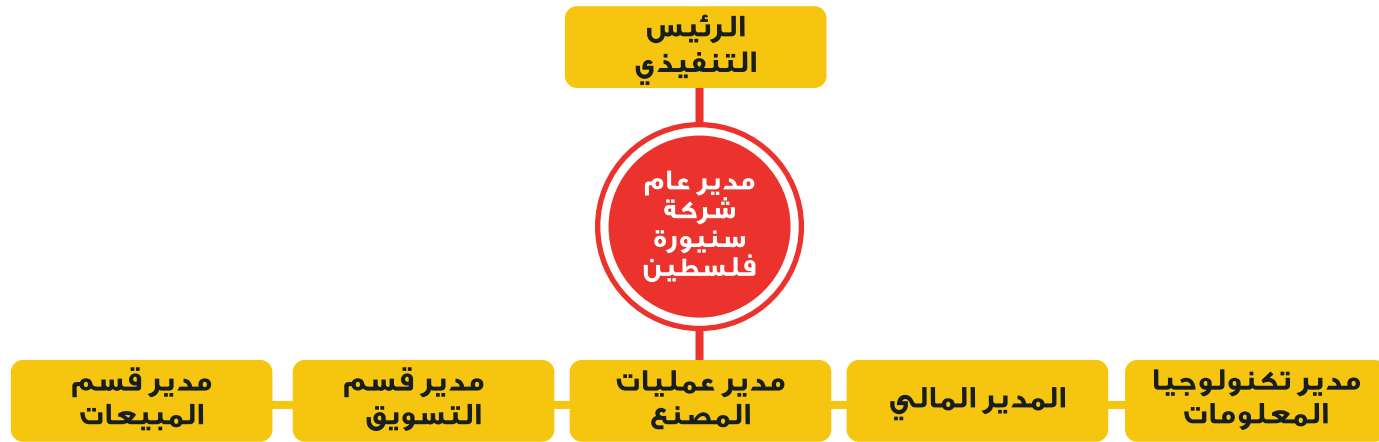 الرئيس
التنفيذي
مدير عام
شركة
سنيورة
فلسطين
مدير تكنولوجيا
المعلومات
المدير المالي
مدير عمليات
المصنع
مدير قسم
التسويق
مدير قسم
المبيعات